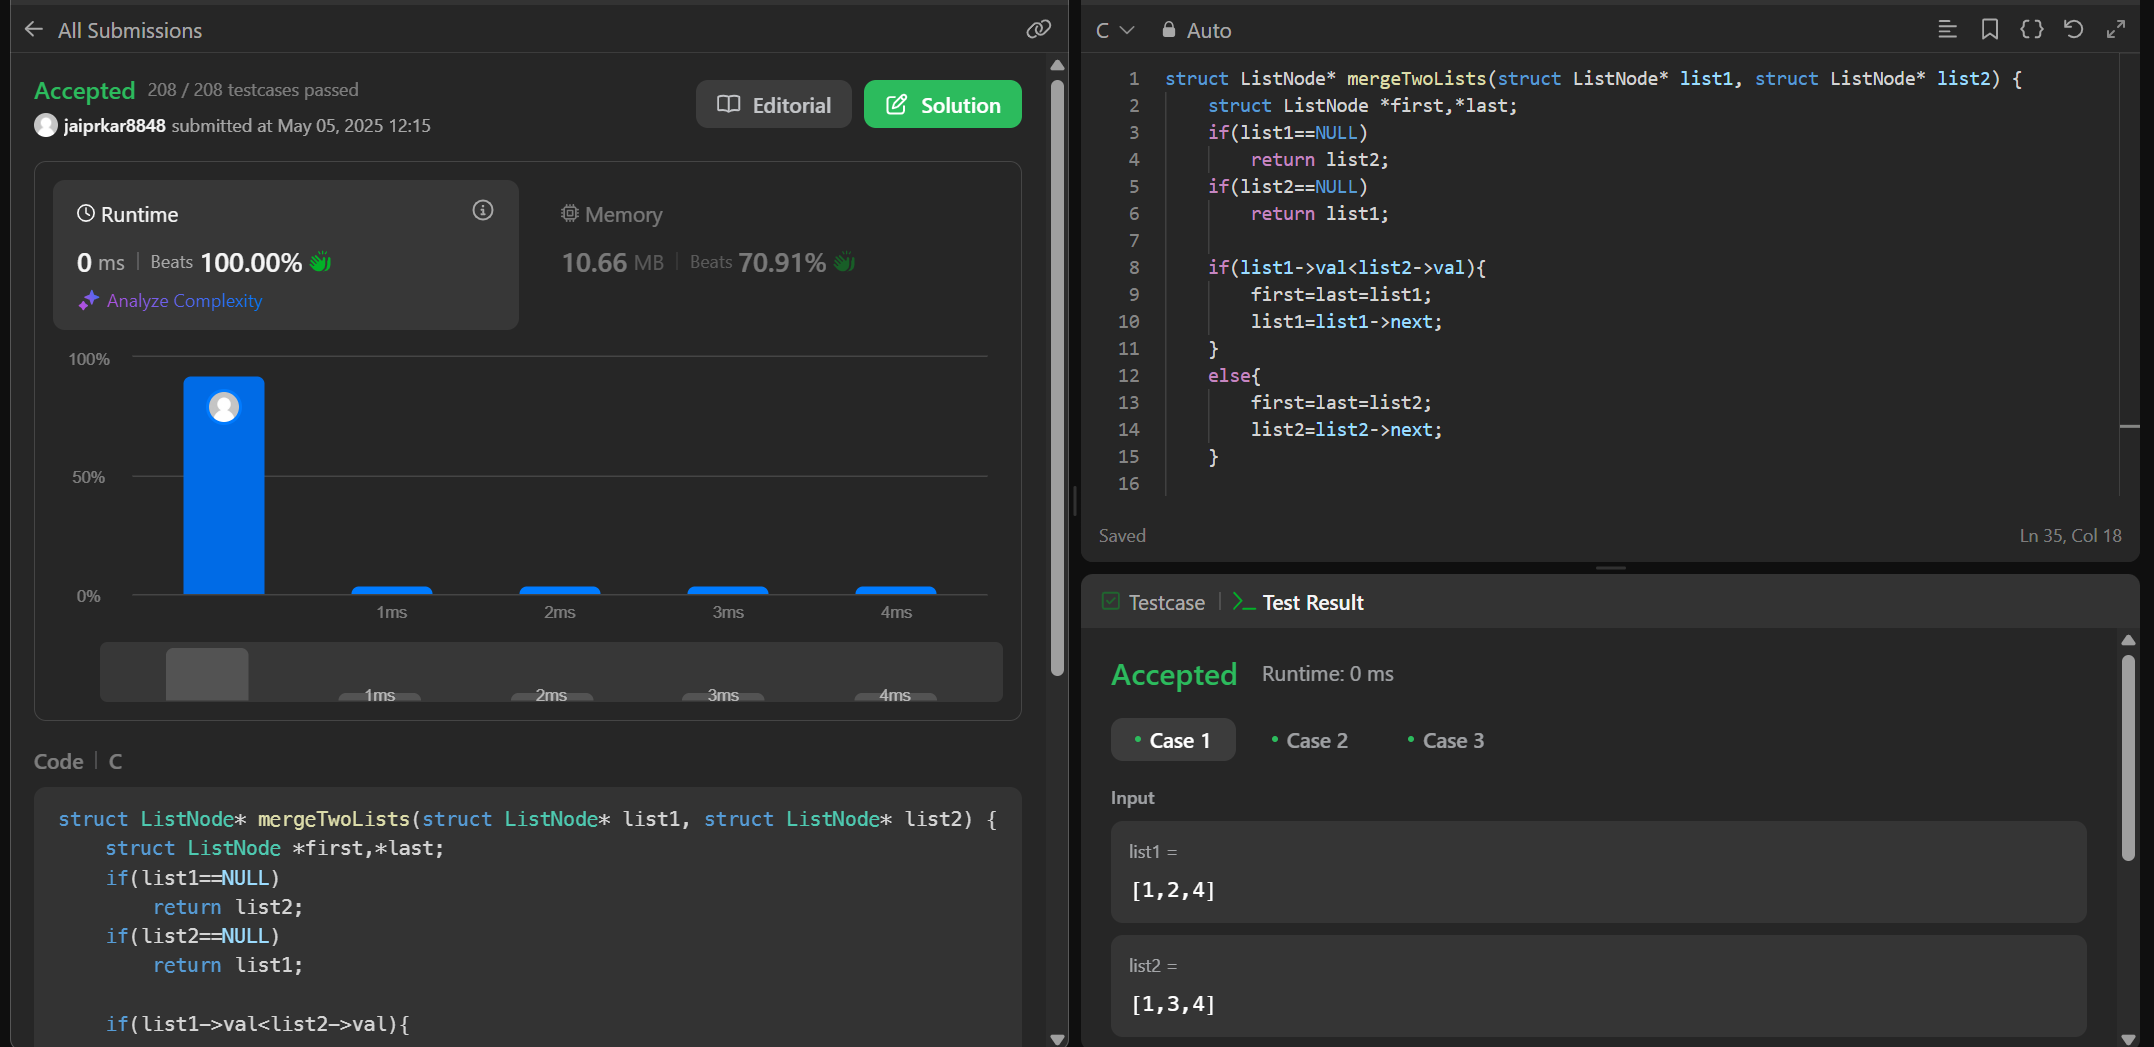 All Submissions
Accepted 208 / 208 testcases passed
jaiprkar8848 submitted at May 05, 2025 12:15
Editorial
Solution
Runtime
0 ms | Beats 100.00%
Analyze Complexity
Memory
10.66 MB | Beats 70.91%
100%
50%
0%
1ms 2ms 3ms 4ms
1ms 2ms 3ms 4ms
Code | C
struct ListNode* mergeTwoLists(struct ListNode* list1, struct ListNode* list2) {
    struct ListNode *first,*last;
    if(list1==NULL)
        return list2;
    if(list2==NULL)
        return list1;
    if(list1->val<list2->val){
C Auto
1 struct ListNode* mergeTwoLists(struct ListNode* list1, struct ListNode* list2) {
2     struct ListNode *first,*last;
3     if(list1==NULL)
4         return list2;
5     if(list2==NULL)
6         return list1;
7
8     if(list1->val<list2->val){
9         first=last=list1;
10         list1=list1->next;
11     }
12     else{
13         first=last=list2;
14         list2=list2->next;
15     }
16
Saved
Ln 35, Col 18
Testcase | Test Result
Accepted Runtime: 0 ms
Case 1 Case 2 Case 3
Input
list1 =
[1,2,4]
list2 =
[1,3,4]